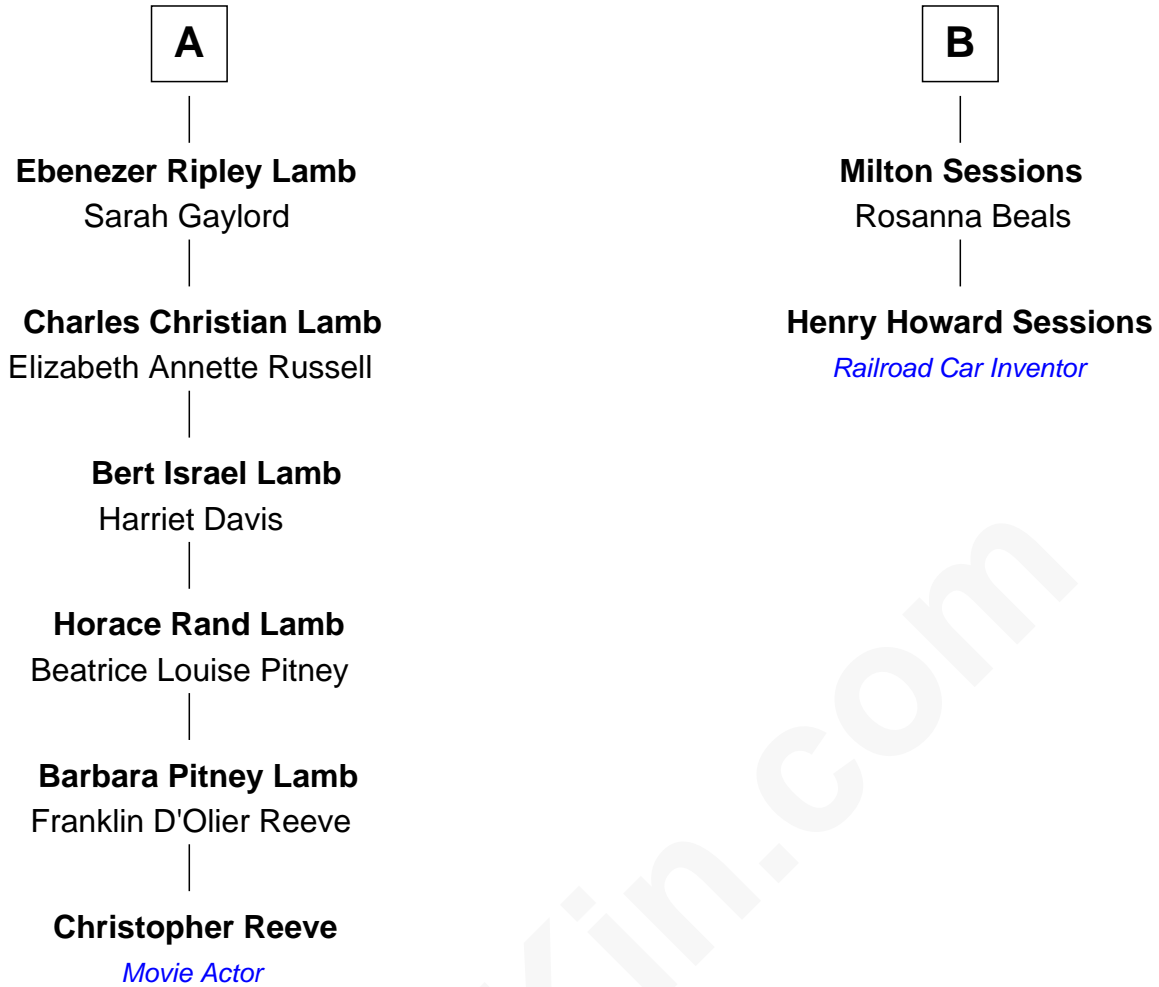 A
Ebenezer Ripley Lamb
Sarah Gaylord
Charles Christian Lamb
Elizabeth Annette Russell
Bert Israel Lamb
Harriet Davis
Horace Rand Lamb
Beatrice Louise Pitney
Barbara Pitney Lamb
Franklin D'Olier Reeve
Christopher Reeve
Movie Actor
B
Milton Sessions
Rosanna Beals
Henry Howard Sessions
Railroad Car Inventor
Kin.com